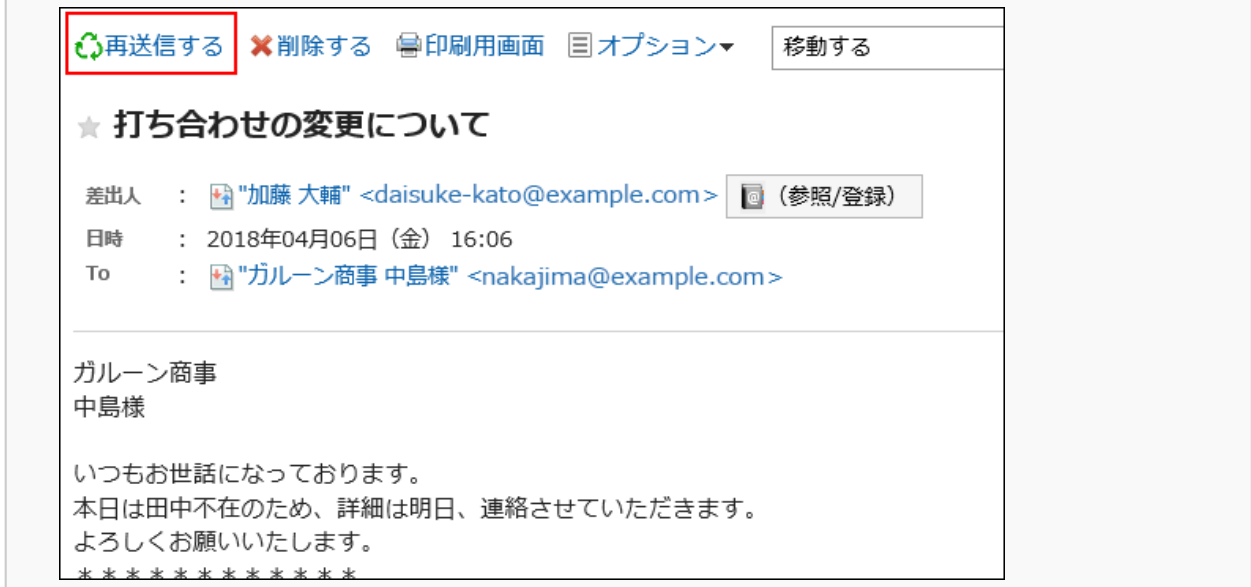 再送信する 削除する 印刷用画面 オプション▾ 移動する
打ち合わせの変更について
差出人 : "加藤 大輔" <daisuke-kato@example.com> (参照/登録)
日時 : 2018年04月06日（金） 16:06
To : "ガルーン商事 中島様" <nakajima@example.com>
ガルーン商事
中島様
いつもお世話になっております。
本日は田中不在のため、詳細は明日、連絡させていただきます。
よろしくお願いいたします。
＊＊＊＊＊＊＊＊＊＊＊＊